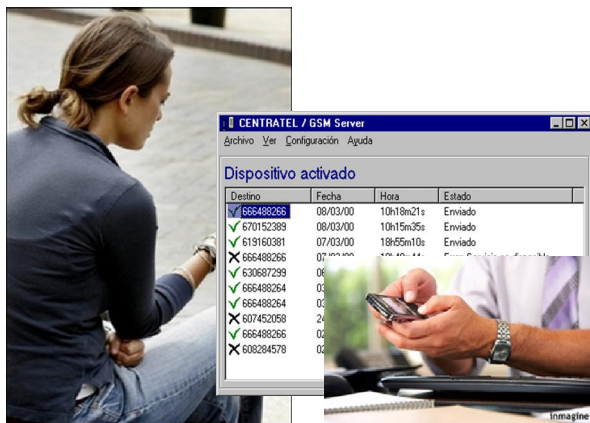 CENTRATEL / GSM Server
Archivo Ver Configuración Ayuda
Dispositivo activado
Destino Fecha Hora Estado
666488266 08/03/00 10h18m21s Enviado
670152389 08/03/00 10h15m35s Enviado
619160381 07/03/00 18h55m10s Enviado
666488266
630687299
666488264
666488264
607452058
666488266
608284578
inmagine